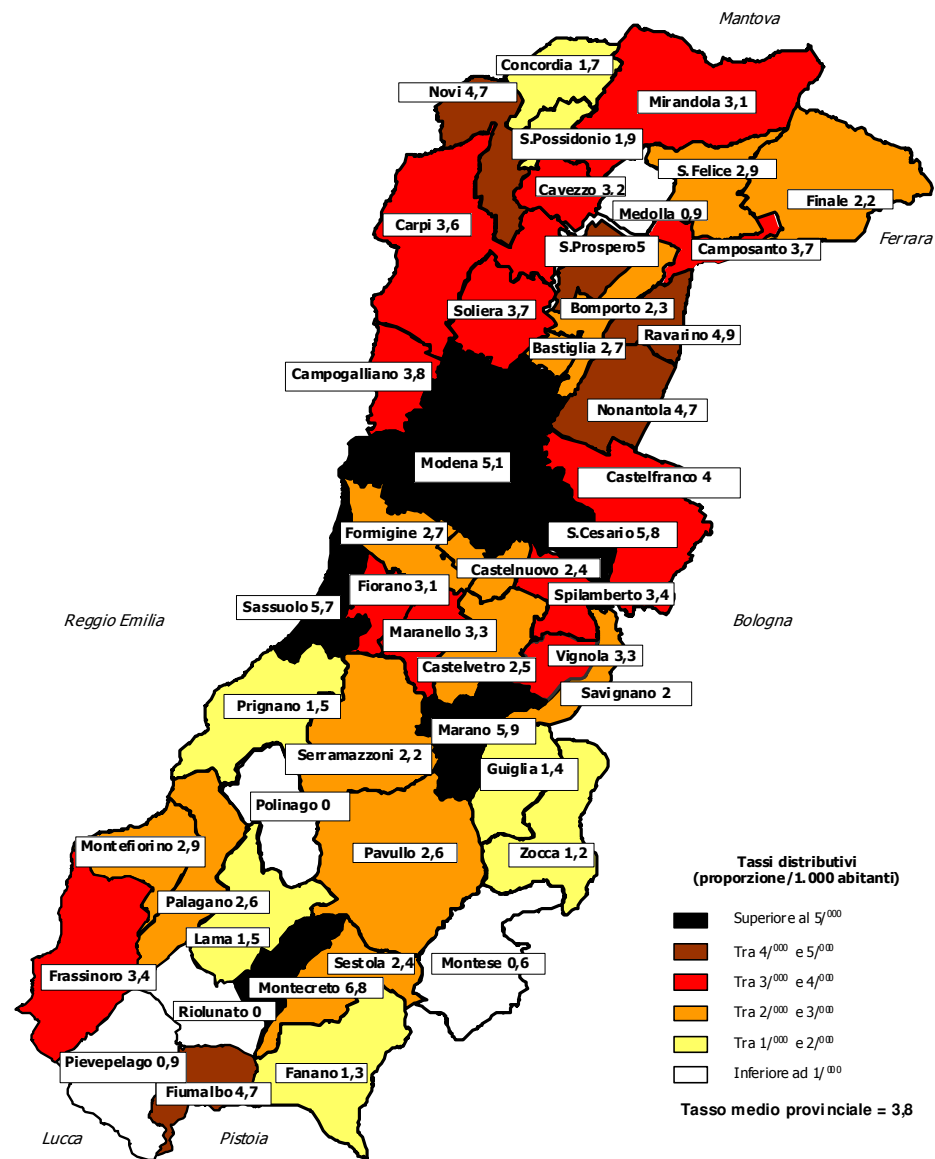 Mantova
Concordia 1,7
Novi 4,7
Mirandola 3,1
S.Possidonio 1,9
S.Felice 2,9
Cavezzo 3,2
Finale 2,2
Medolla 0,9
Carpi 3,6
Ferrara
S.Prospero5
Camposanto 3,7
Soliera 3,7
Bomporto 2,3
Ravarino 4,9
Bastiglia 2,7
Campogalliano 3,8
Nonantola 4,7
Modena 5,1
Castelfranco 4
Formigine 2,7
S.Cesario 5,8
Castelnuovo 2,4
Fiorano 3,1
Spilamberto 3,4
Sassuolo 5,7
Reggio Emilia
Bologna
Maranello 3,3
Vignola 3,3
Castelvetro 2,5
Savignano 2
Prignano 1,5
Marano 5,9
Serramazzoni 2,2
Guiglia 1,4
Polinago 0
Montefiorino 2,9
Pavullo 2,6
Zocca 1,2
Palagano 2,6
Lama 1,5
Sestola 2,4
Montese 0,6
Frassinoro 3,4
Montecreto 6,8
Riolunato 0
Pievepelago 0,9
Fanano 1,3
Fiumalbo 4,7
Lucca
Pistoia
Tassi distributivi
(proporzione/1.000 abitanti)
Superiore al 5/000
Tra 4/000 e 5/000
Tra 3/000 e 4/000
Tra 2/000 e 3/000
Tra 1/000 e 2/000
Inferiore ad 1/000
Tasso medio provinciale = 3,8